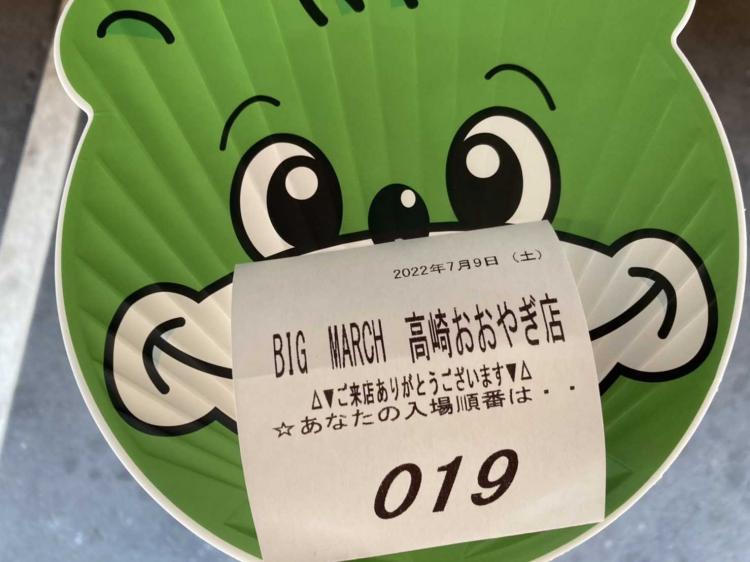 2022年7月9日 （土）
BIG MARCH 高崎おおやぎ店
△▼ご来店ありがとうございます▼△
☆あなたの入場順番は・・
019